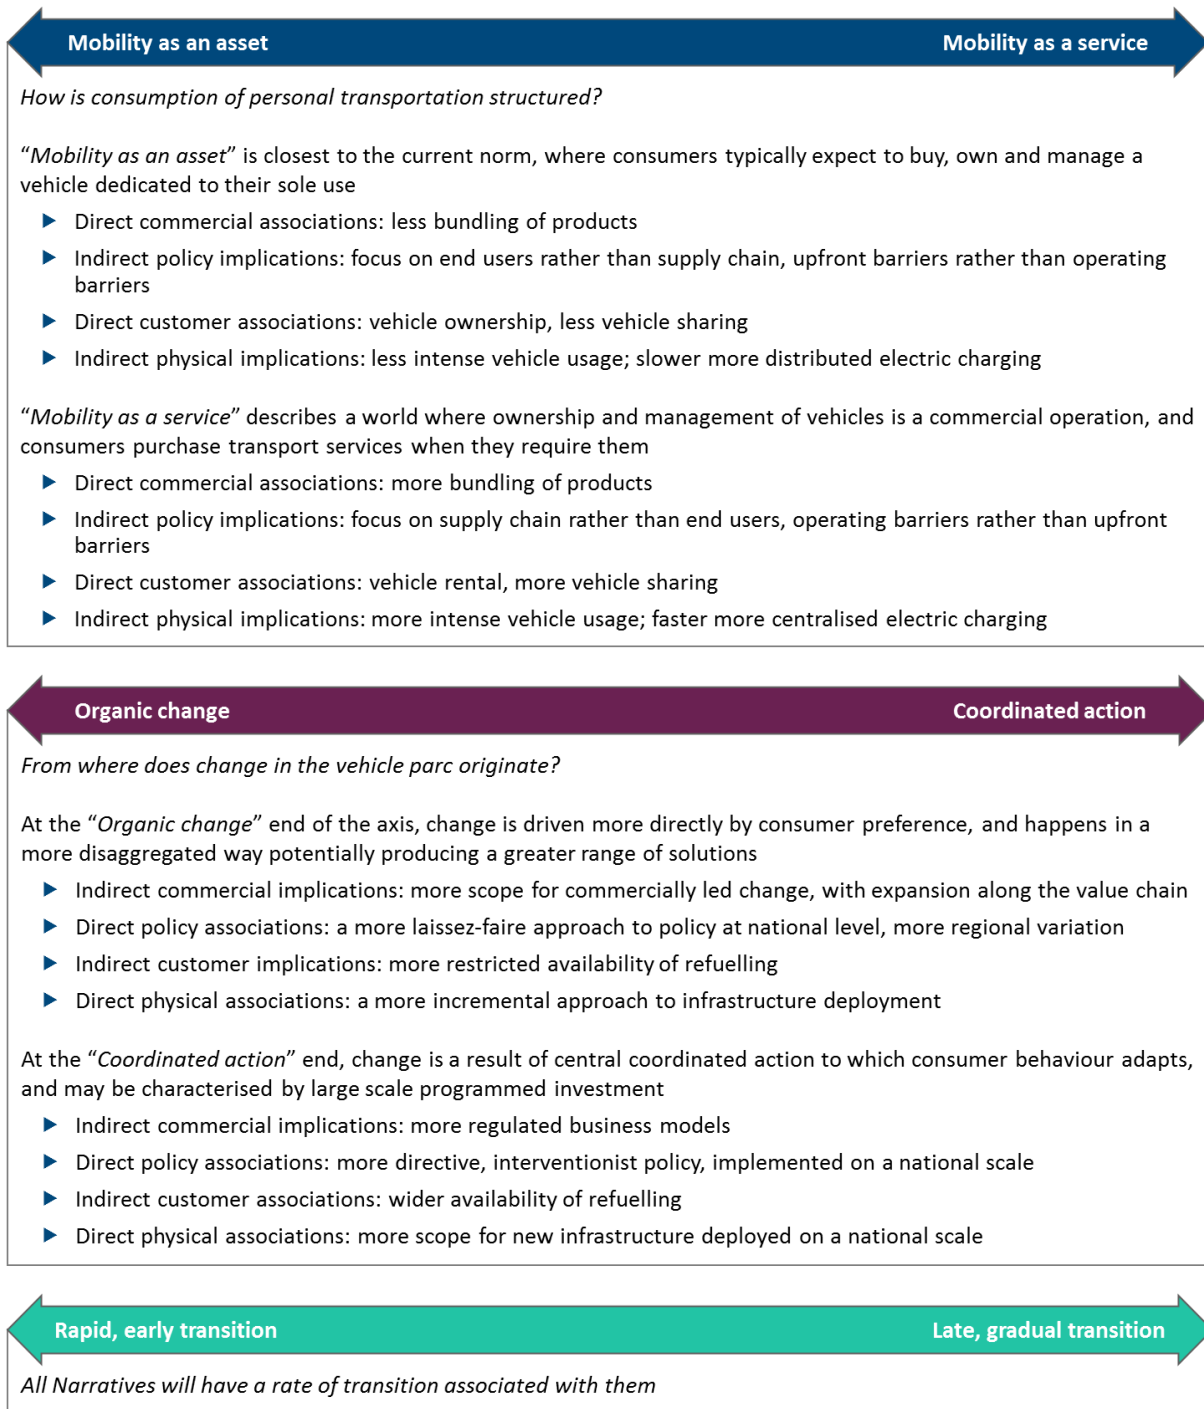 Mobility as an asset Mobility as a service
How is consumption of personal transportation structured?
“Mobility as an asset” is closest to the current norm, where consumers typically expect to buy, own and manage a
vehicle dedicated to their sole use
Direct commercial associations: less bundling of products
Indirect policy implications: focus on end users rather than supply chain, upfront barriers rather than operating
barriers
Direct customer associations: vehicle ownership, less vehicle sharing
Indirect physical implications: less intense vehicle usage; slower more distributed electric charging
“Mobility as a service” describes a world where ownership and management of vehicles is a commercial operation, and
consumers purchase transport services when they require them
Direct commercial associations: more bundling of products
Indirect policy implications: focus on supply chain rather than end users, operating barriers rather than upfront
barriers
Direct customer associations: vehicle rental, more vehicle sharing
Indirect physical implications: more intense vehicle usage; faster more centralised electric charging
Organic change Coordinated action
From where does change in the vehicle parc originate?
At the “Organic change” end of the axis, change is driven more directly by consumer preference, and happens in a
more disaggregated way potentially producing a greater range of solutions
Indirect commercial implications: more scope for commercially led change, with expansion along the value chain
Direct policy associations: a more laissez-faire approach to policy at national level, more regional variation
Indirect customer implications: more restricted availability of refuelling
Direct physical associations: a more incremental approach to infrastructure deployment
At the “Coordinated action” end, change is a result of central coordinated action to which consumer behaviour adapts,
and may be characterised by large scale programmed investment
Indirect commercial implications: more regulated business models
Direct policy associations: more directive, interventionist policy, implemented on a national scale
Indirect customer associations: wider availability of refuelling
Direct physical associations: more scope for new infrastructure deployed on a national scale
Rapid, early transition Late, gradual transition
All Narratives will have a rate of transition associated with them